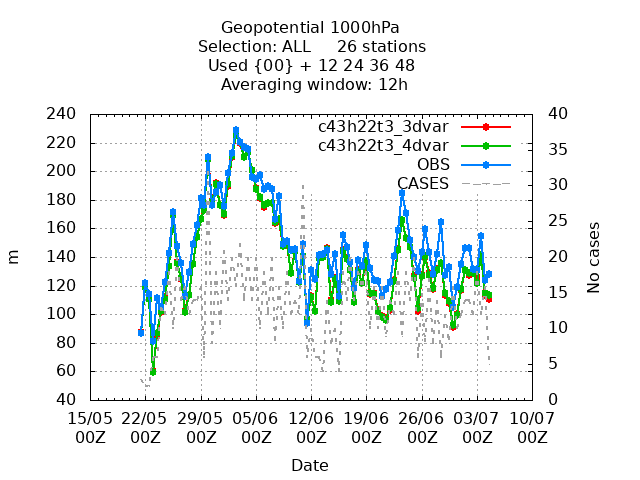 Geopotential 1000hPa
Selection: ALL 26 stations
Used {00} + 12 24 36 48
Averaging window: 12h
240
220
200
180
160
140
120
100
80
60
40
m
40
35
30
25
20
15
10
5
0
No cases
c43h22t3_3dvar
c43h22t3_4dvar
OBS
CASES
15/05 22/05 29/05 05/06 12/06 19/06 26/06 03/07 10/07
00Z 00Z 00Z 00Z 00Z 00Z 00Z 00Z 00Z
Date